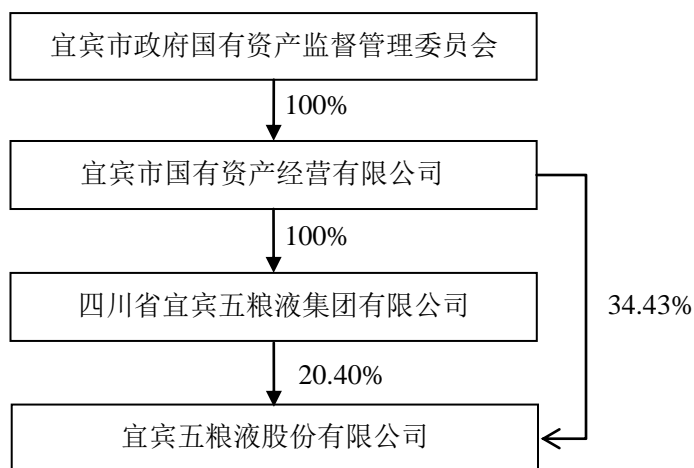 宜宾市政府国有资产监督管理委员会
100%
宜宾市国有资产经营有限公司
100%
四川省宜宾五粮液集团有限公司
34.43%
20.40%
宜宾五粮液股份有限公司